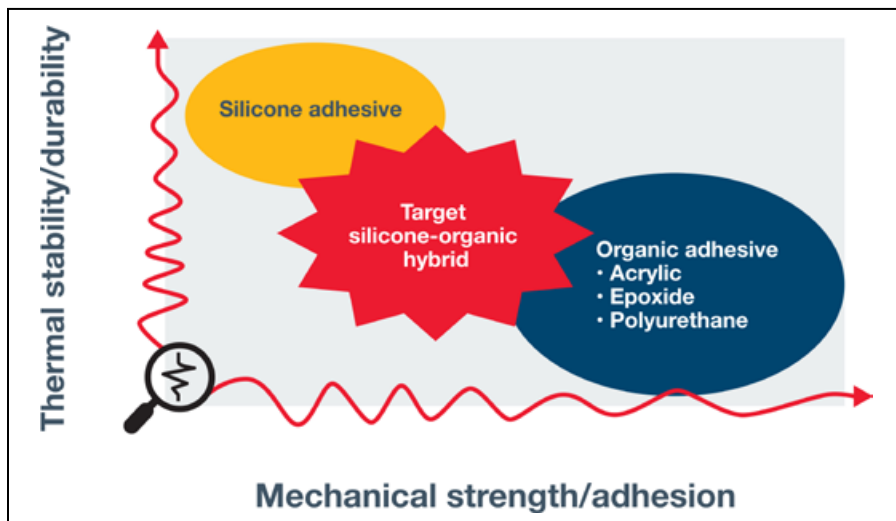 Thermal stability/durability
Silicone adhesive
Target
silicone-organic
hybrid
Organic adhesive
• Acrylic
• Epoxide
• Polyurethane
Mechanical strength/adhesion